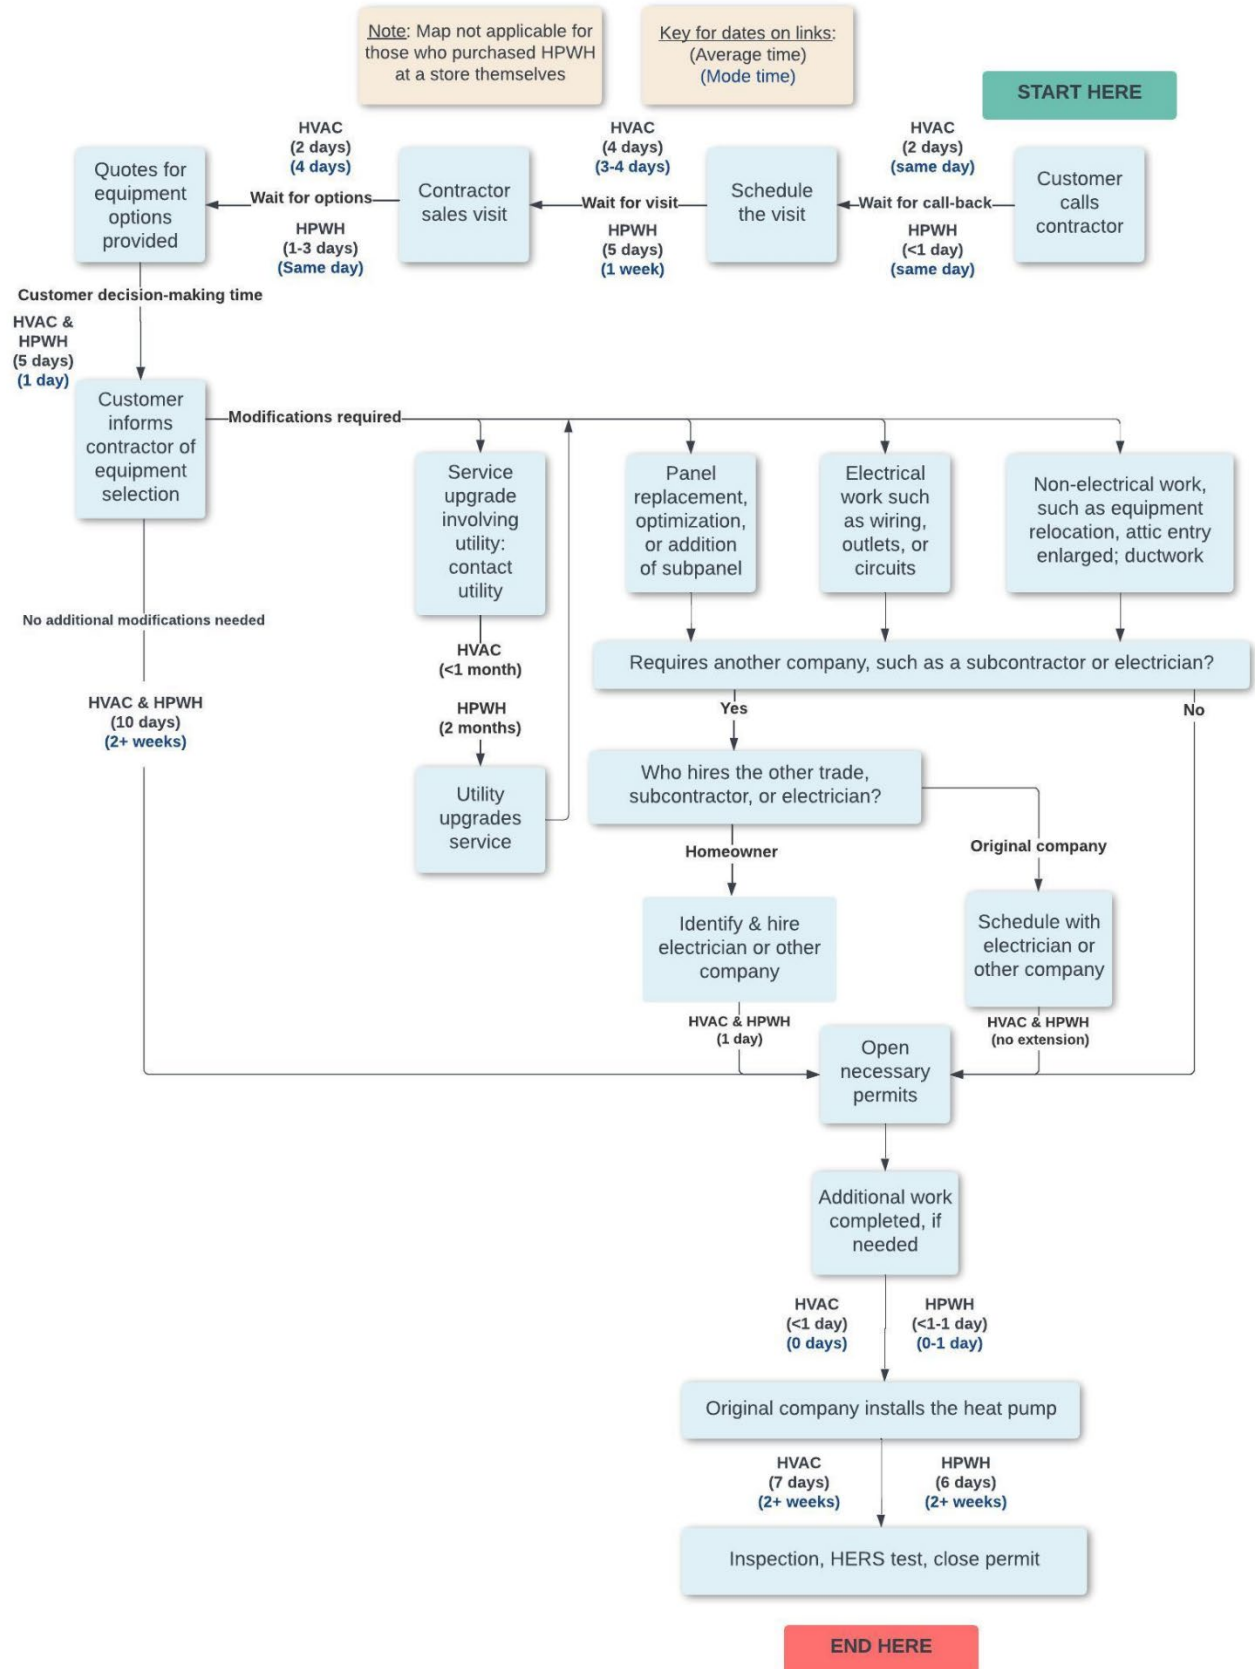 Note: Map not applicable for
those who purchased HPWH
at a store themselves
Key for dates on links:
(Average time)
(Mode time)
START HERE
Customer
calls
contractor
HVAC
(2 days)
(same day)
Wait for call-back
HPWH
(<1 day)
(same day)
Schedule
the visit
HVAC
(4 days)
(3-4 days)
Wait for visit
HPWH
(5 days)
(1 week)
Contractor
sales visit
HVAC
(2 days)
(4 days)
Wait for options
HPWH
(1-3 days)
(Same day)
Quotes for
equipment
options
provided
Customer decision-making time
HVAC &
HPWH
(5 days)
(1 day)
Customer
informs
contractor of
equipment
selection
Modifications required
Service
upgrade
involving
utility:
contact
utility
Panel
replacement,
optimization,
or addition
of subpanel
Electrical
work such
as wiring,
outlets, or
circuits
Non-electrical work,
such as equipment
relocation, attic entry
enlarged; ductwork
No additional modifications needed
HVAC & HPWH
(10 days)
(2+ weeks)
HVAC
(<1 month)
HPWH
(2 months)
Utility
upgrades
service
Requires another company, such as a subcontractor or electrician?
Yes
No
Who hires the other trade,
subcontractor, or electrician?
Homeowner
Original company
Identify & hire
electrician or other
company
Schedule with
electrician or
other company
HVAC & HPWH
(1 day)
HVAC & HPWH
(no extension)
Open
necessary
permits
Additional work
completed, if
needed
HVAC
(<1 day)
(0 days)
HPWH
(<1-1 day)
(0-1 day)
Original company installs the heat pump
HVAC
(7 days)
(2+ weeks)
HPWH
(6 days)
(2+ weeks)
Inspection, HERS test, close permit
END HERE